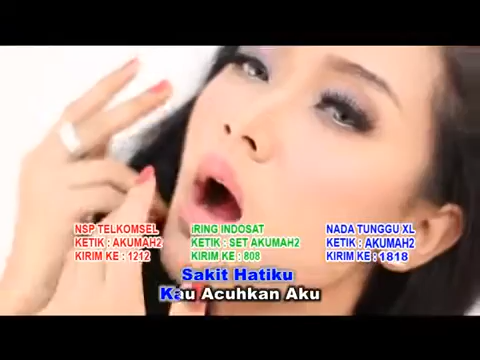 NSP TELKOMSEL
KETIK : AKUMAH2
KIRIM KE : 1212
iRING INDOSAT
KETIK : SET AKUMAH2
KIRIM KE : 808
NADA TUNGGU XL
KETIK : AKUMAH2
KIRIM KE : 1818
Sakit Hatiku
Kau Acuhkan Aku